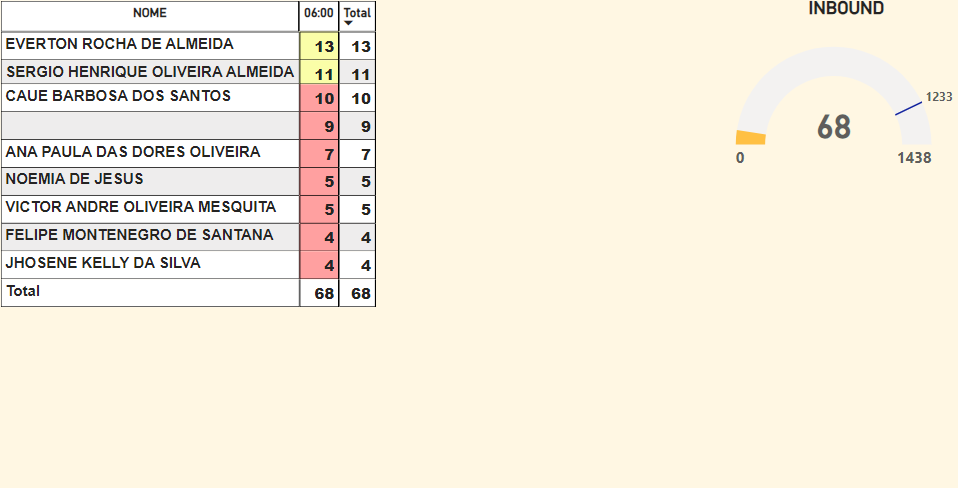 NOME 06:00 Total
EVERTON ROCHA DE ALMEIDA 13 13
SERGIO HENRIQUE OLIVEIRA ALMEIDA 11 11
CAUE BARBOSA DOS SANTOS 10 10
9 9
ANA PAULA DAS DORES OLIVEIRA 7 7
NOEMIA DE JESUS 5 5
VICTOR ANDRE OLIVEIRA MESQUITA 5 5
FELIPE MONTENEGRO DE SANTANA 4 4
JHOSENE KELLY DA SILVA 4 4
Total 68 68
INBOUND
1233
68
0 1438